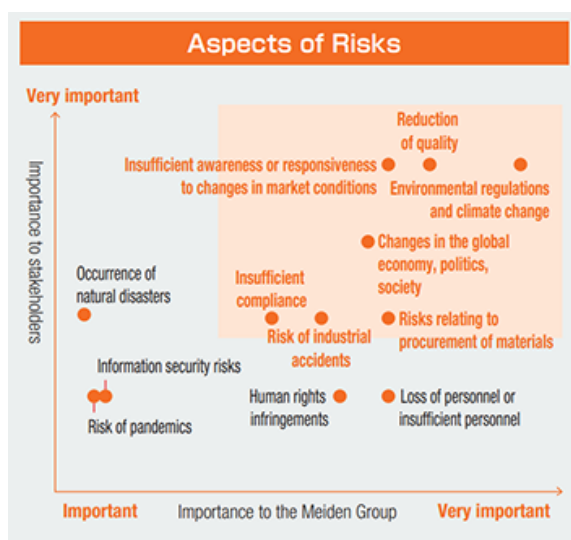 Aspects of Risks
Very important
Importance to stakeholders
Reduction
of quality
Insufficient awareness or responsiveness
to changes in market conditions
Environmental regulations
and climate change
Changes in the global
economy, politics,
society
Occurrence of
natural disasters
Insufficient
compliance
Risk of industrial
accidents
Risks relating to
procurement of materials
Information security risks
Risk of pandemics
Human rights
infringements
Loss of personnel or
insufficient personnel
Important
Importance to the Meiden Group
Very important